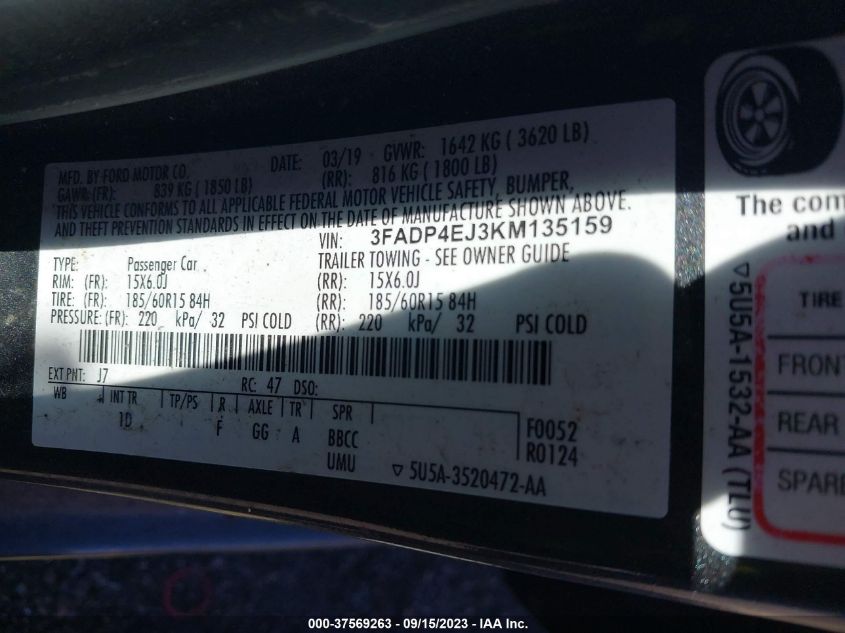 MFD. BY FORD MOTOR CO. DATE: 03/19 GVWR: 1642 KG ( 3620 LB)
GAWR:(FR): 839 KG ( 1850 LB) (RR): 816 KG ( 1800 LB)
THIS VEHICLE CONFORMS TO ALL APPLICABLE FEDERAL MOTOR VEHICLE SAFETY, BUMPER,
AND THEFT PREVENTION STANDARDS IN EFFECT ON THE DATE OF MANUFACTURE SHOWN ABOVE.
VIN: 3FADP4EJ3KM135159
TYPE: Passenger Car TRAILER TOWING - SEE OWNER GUIDE
RIM: (FR): 15X6.0J (RR): 15X6.0J
TIRE: (FR): 185/60R15 84H (RR): 185/60R15 84H
PRESSURE:(FR): 220 kPa/ 32 PSI COLD (RR): 220 kPa/ 32 PSI COLD
EXT PNT: J7 RC: 47 DSO:
WB INT TR TP/PS R AXLE TR SPR
1D F GG A BBCC F0052
UMU R0124
▽5U5A-3520472-AA
The com
and
TIRE
FRONT
REAR
SPARE
▽5U5A-1532-AA (TLU)
000-37569263 - 09/15/2023 - IAA Inc.